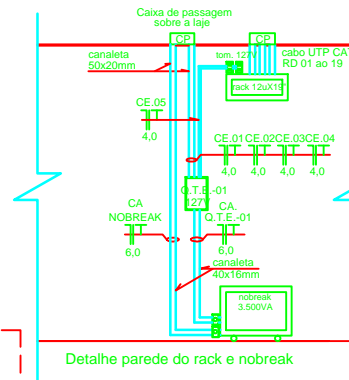 Caixa de passagem
sobre a laje
CP
CP
canaleta
50x20mm
tom. 127V
cabo UTP CAT
RD 01 ao 19
rack 12uX19"
CE.05
4,0
CE.01 CE.02 CE.03 CE.04
4,0 4,0 4,0 4,0
Q.T.E.-01
127V
CA.
NOBREAK
6,0
CA.
Q.T.E.-01
6,0
canaleta
40x16mm
nobreak
3.500VA
Detalhe parede do rack e nobreak